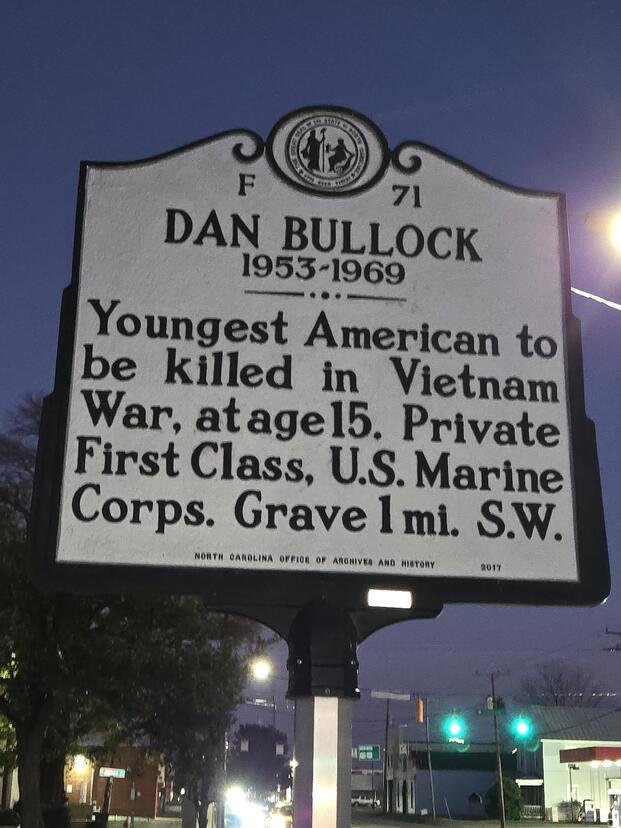 F 71
DAN BULLOCK
1953-1969
Youngest American to
be killed in Vietnam
War, at age 15. Private
First Class, U.S. Marine
Corps. Grave 1 mi. S.W.
NORTH CAROLINA OFFICE OF ARCHIVES AND HISTORY 2017